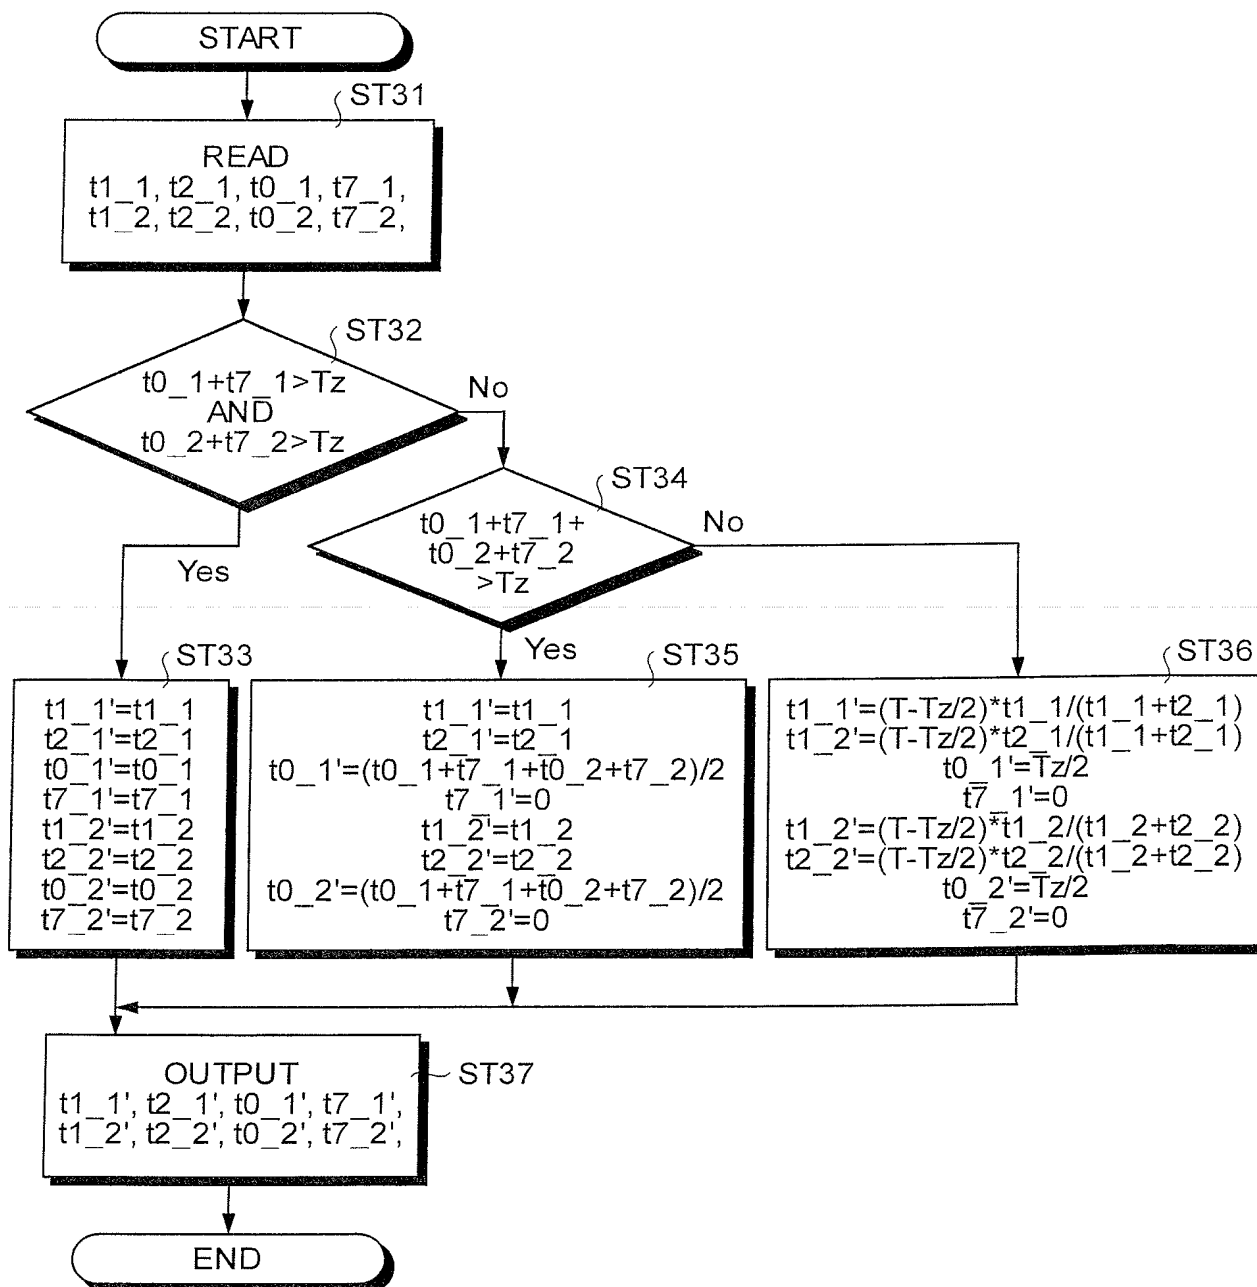 START
ST31
READ
t1_1, t2_1, t0_1, t7_1,
t1_2, t2_2, t0_2, t7_2,
ST32
t0_1+t7_1>Tz
AND
t0_2+t7_2>Tz
No
Yes
ST34
t0_1+t7_1+
t0_2+t7_2
>Tz
No
Yes
ST33
t1_1'=t1_1
t2_1'=t2_1
t0_1'=t0_1
t7_1'=t7_1
t1_2'=t1_2
t2_2'=t2_2
t0_2'=t0_2
t7_2'=t7_2
ST35
t1_1'=t1_1
t2_1'=t2_1
t0_1'=(t0_1+t7_1+t0_2+t7_2)/2
t7_1'=0
t1_2'=t1_2
t2_2'=t2_2
t0_2'=(t0_1+t7_1+t0_2+t7_2)/2
t7_2'=0
ST36
t1_1'=(T-Tz/2)*t1_1/(t1_1+t2_1)
t1_2'=(T-Tz/2)*t2_1/(t1_1+t2_1)
t0_1'=Tz/2
t7_1'=0
t1_2'=(T-Tz/2)*t1_2/(t1_2+t2_2)
t2_2'=(T-Tz/2)*t2_2/(t1_2+t2_2)
t0_2'=Tz/2
t7_2'=0
OUTPUT
t1_1', t2_1', t0_1', t7_1',
t1_2', t2_2', t0_2', t7_2',
ST37
END